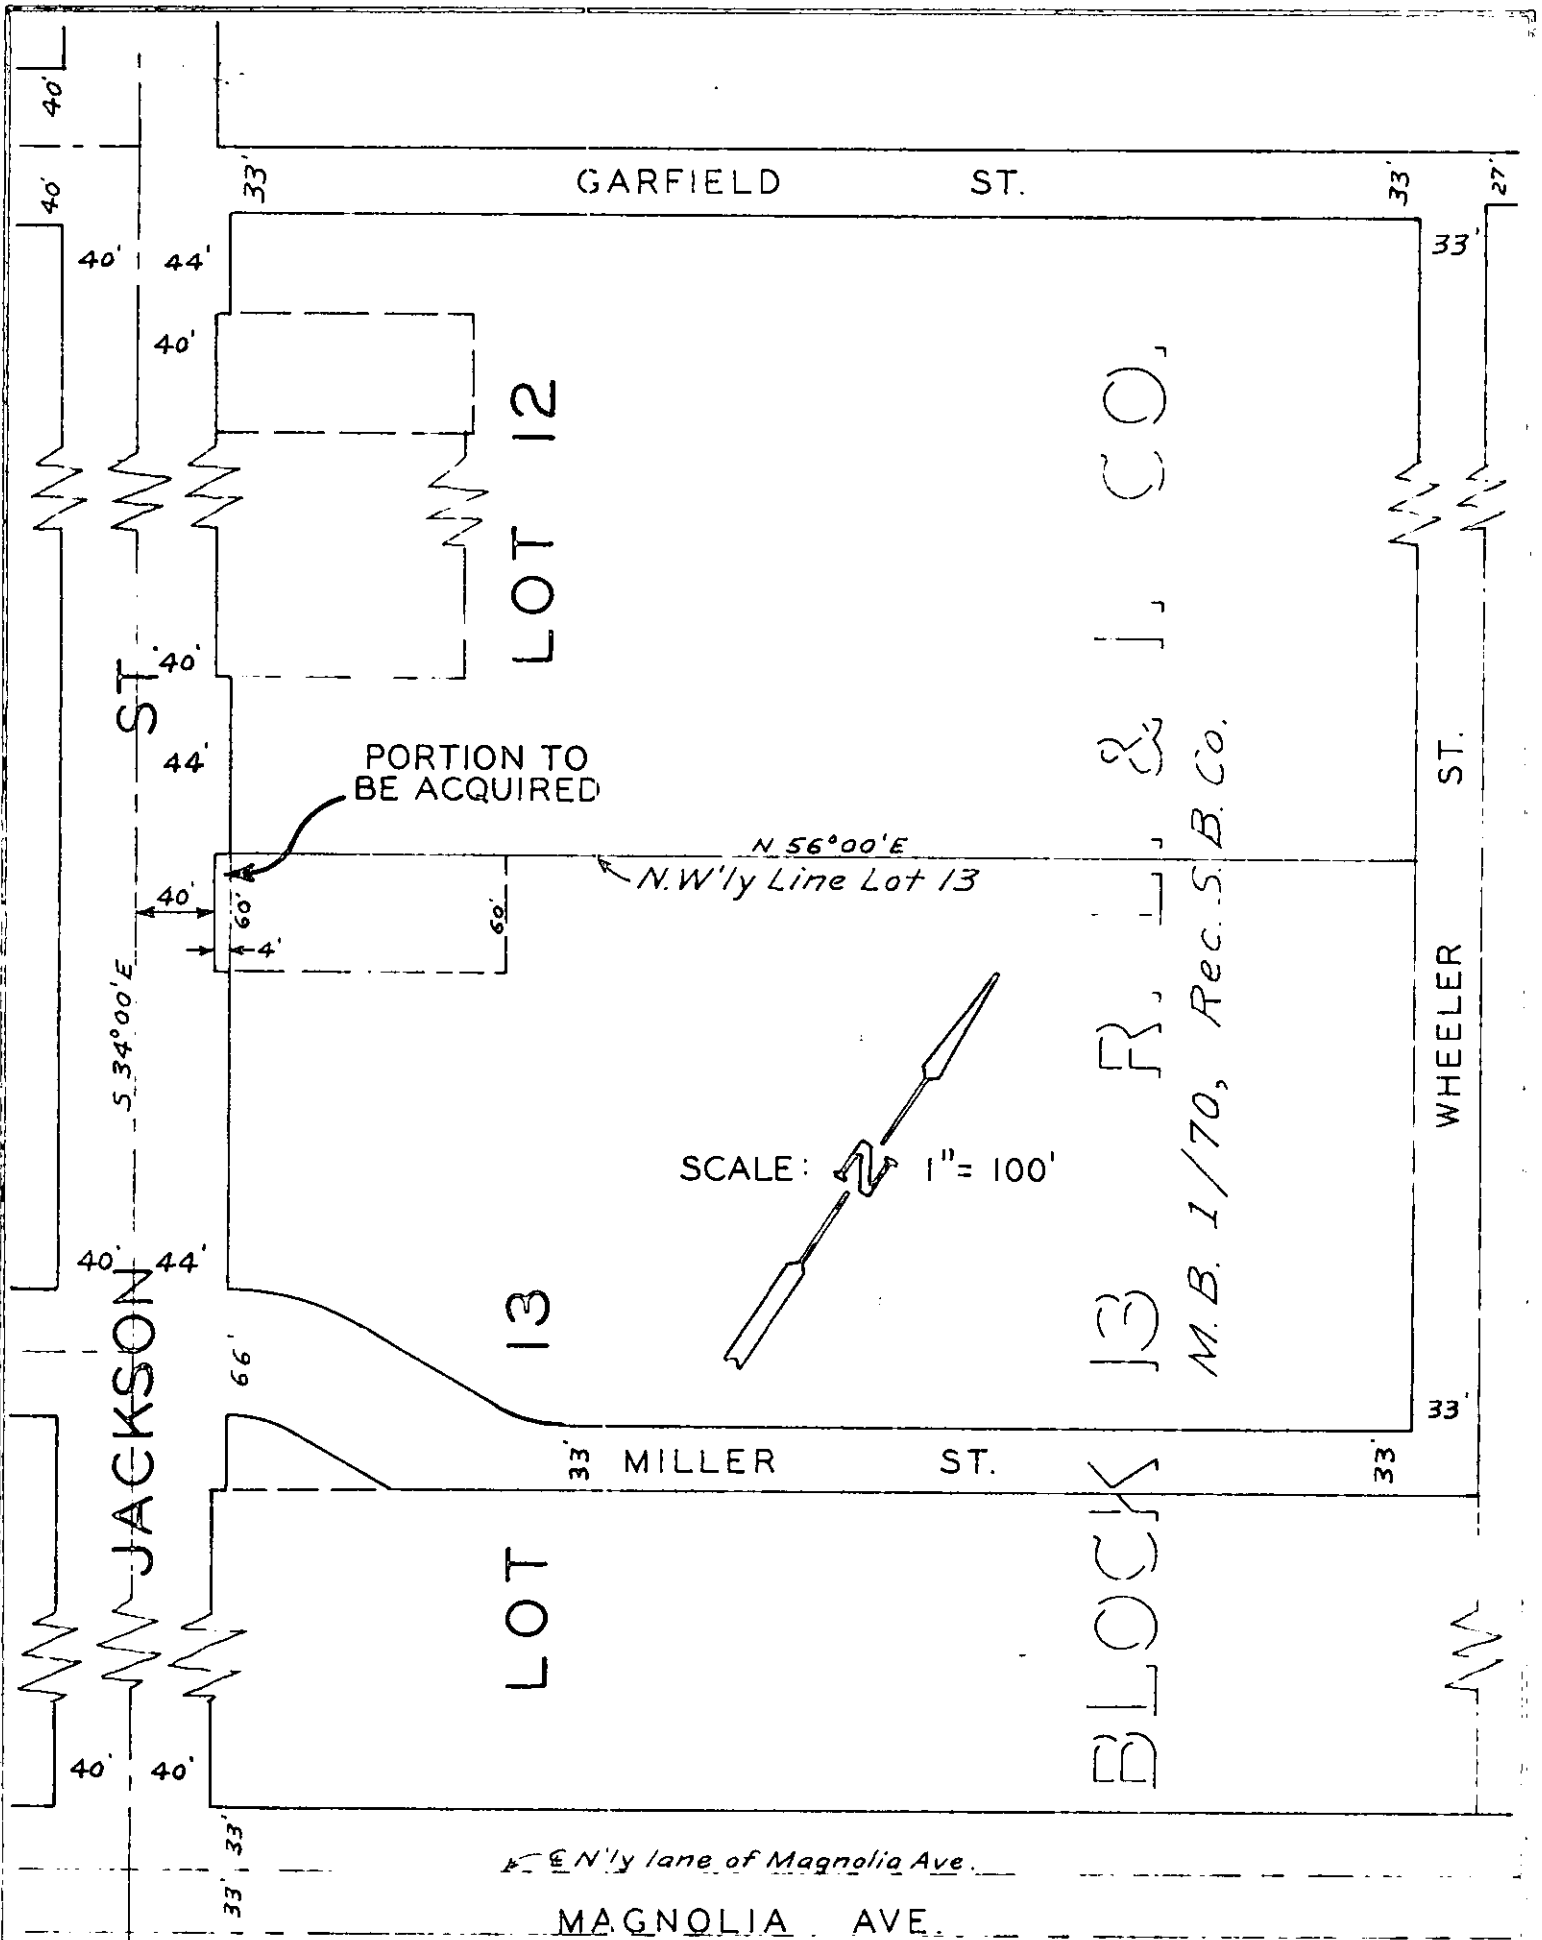 40'
40'
33'
GARFIELD ST.
33'
27'
40' 44'
33'
40'
LOT 12
40'
44'
PORTION TO
BE ACQUIRED
N 56°00'E
N.W'ly Line Lot 13
40'
60'
4'
60'
S 34°00'E
JACKSON ST.
SCALE: N 1"= 100'
BLOCK 13 R. L. & I. CO.
M.B. 1/70, Rec. S. B. Co.
WHEELER ST.
40' 44'
66'
LOT 13
33'
33'
MILLER ST.
33'
40' 40'
33'
℄ N'ly lane of Magnolia Ave.
33'
MAGNOLIA AVE.